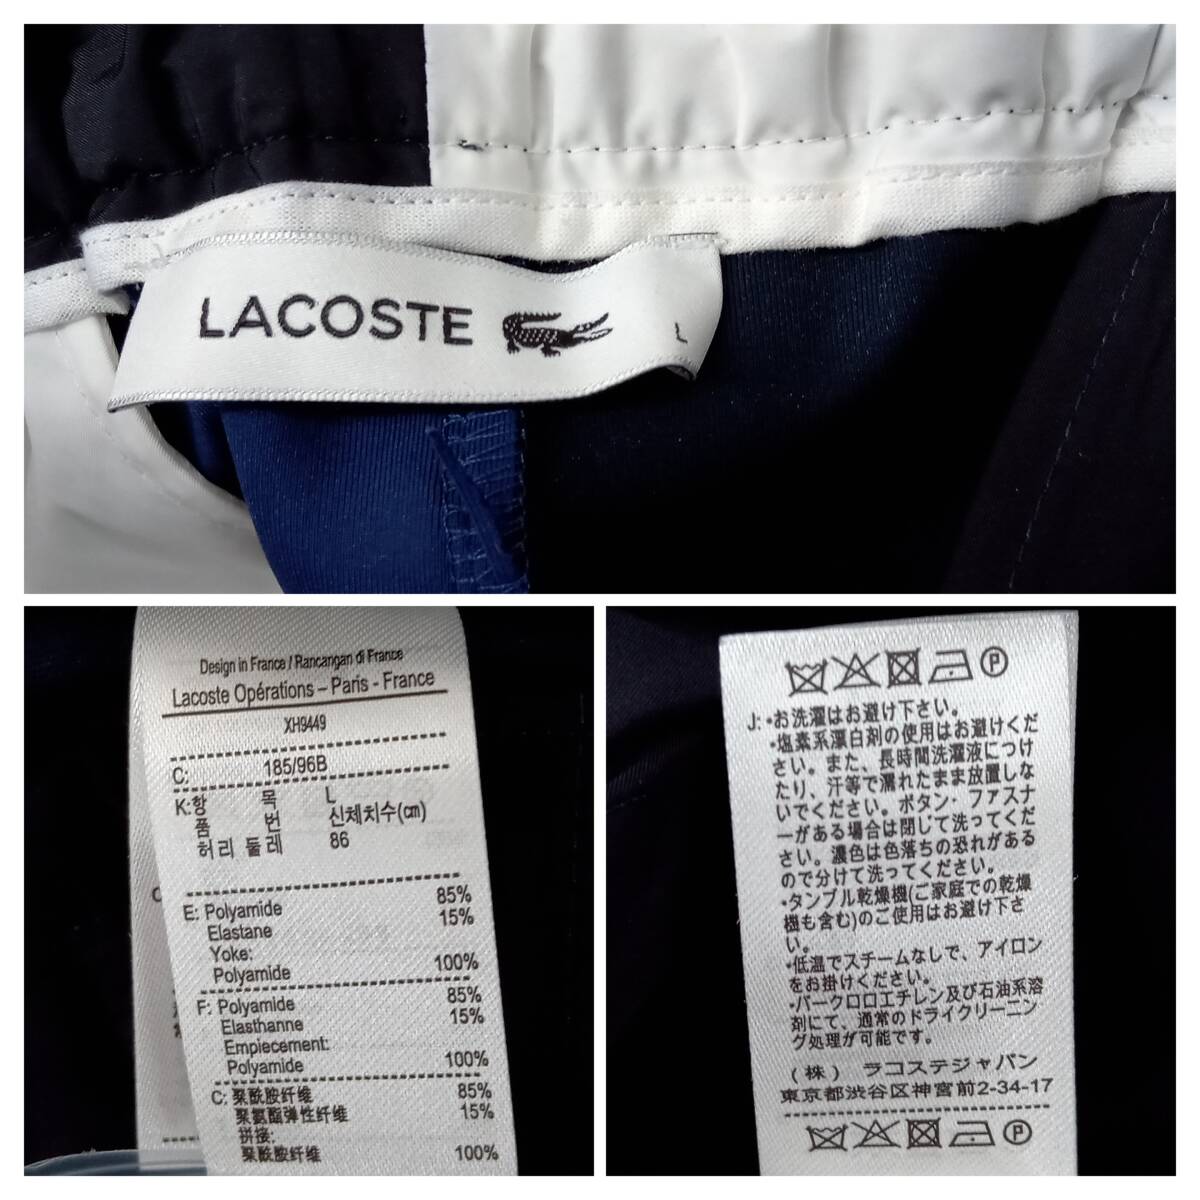 LACOSTE
L
Design in France / Rancangan di France
Lacoste Opérations – Paris - France
XH9449
C: 185/96B
K:항 목 L
품 번 신체치수(㎝)
허리 둘레 86
E: Polyamide 85%
Elastane 15%
Yoke:
Polyamide 100%
F: Polyamide 85%
Elasthanne 15%
Empiecement:
Polyamide 100%
C: 聚酰胺纤维 85%
聚氨酯弹性纤维 15%
拼接:
聚酰胺纤维 100%
P
J:•お洗濯はお避け下さい。
•塩素系漂白剤の使用はお避けくだ
さい。また、長時間洗濯液につけ
たり、汗等で濡れたまま放置しな
いでください。ボタン・ファスナ
ーがある場合は閉じて洗ってくだ
さい。濃色は色落ちの恐れがある
ので分けて洗ってください。
•タンブル乾燥機(ご家庭での乾燥
機も含む)のご使用はお避け下さ
い。
•低温でスチームなしで、アイロン
をお掛けください。
•パークロロエチレン及び石油系溶
剤にて、通常のドライクリーニン
グ処理が可能です。
(株) ラコステジャパン
東京都渋谷区神宮前2-34-17
P